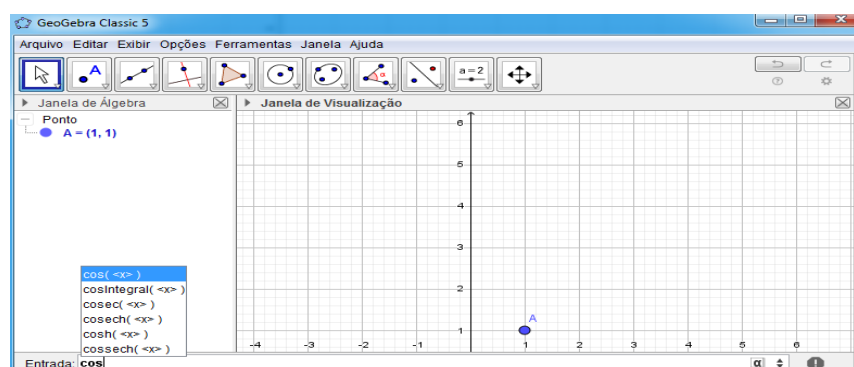 GeoGebra Classic 5
Arquivo Editar Exibir Opções Ferramentas Janela Ajuda
A
a=2
Janela de Álgebra
Janela de Visualização
Ponto
A = (1, 1)
6
5
4
3
2
1
A
-4 -3 -2 -1 1 2 3 4 5 6
cos( <x> )
cosIntegral( <x> )
cosec( <x> )
cosech( <x> )
cosh( <x> )
cossech( <x> )
Entrada: cos
α